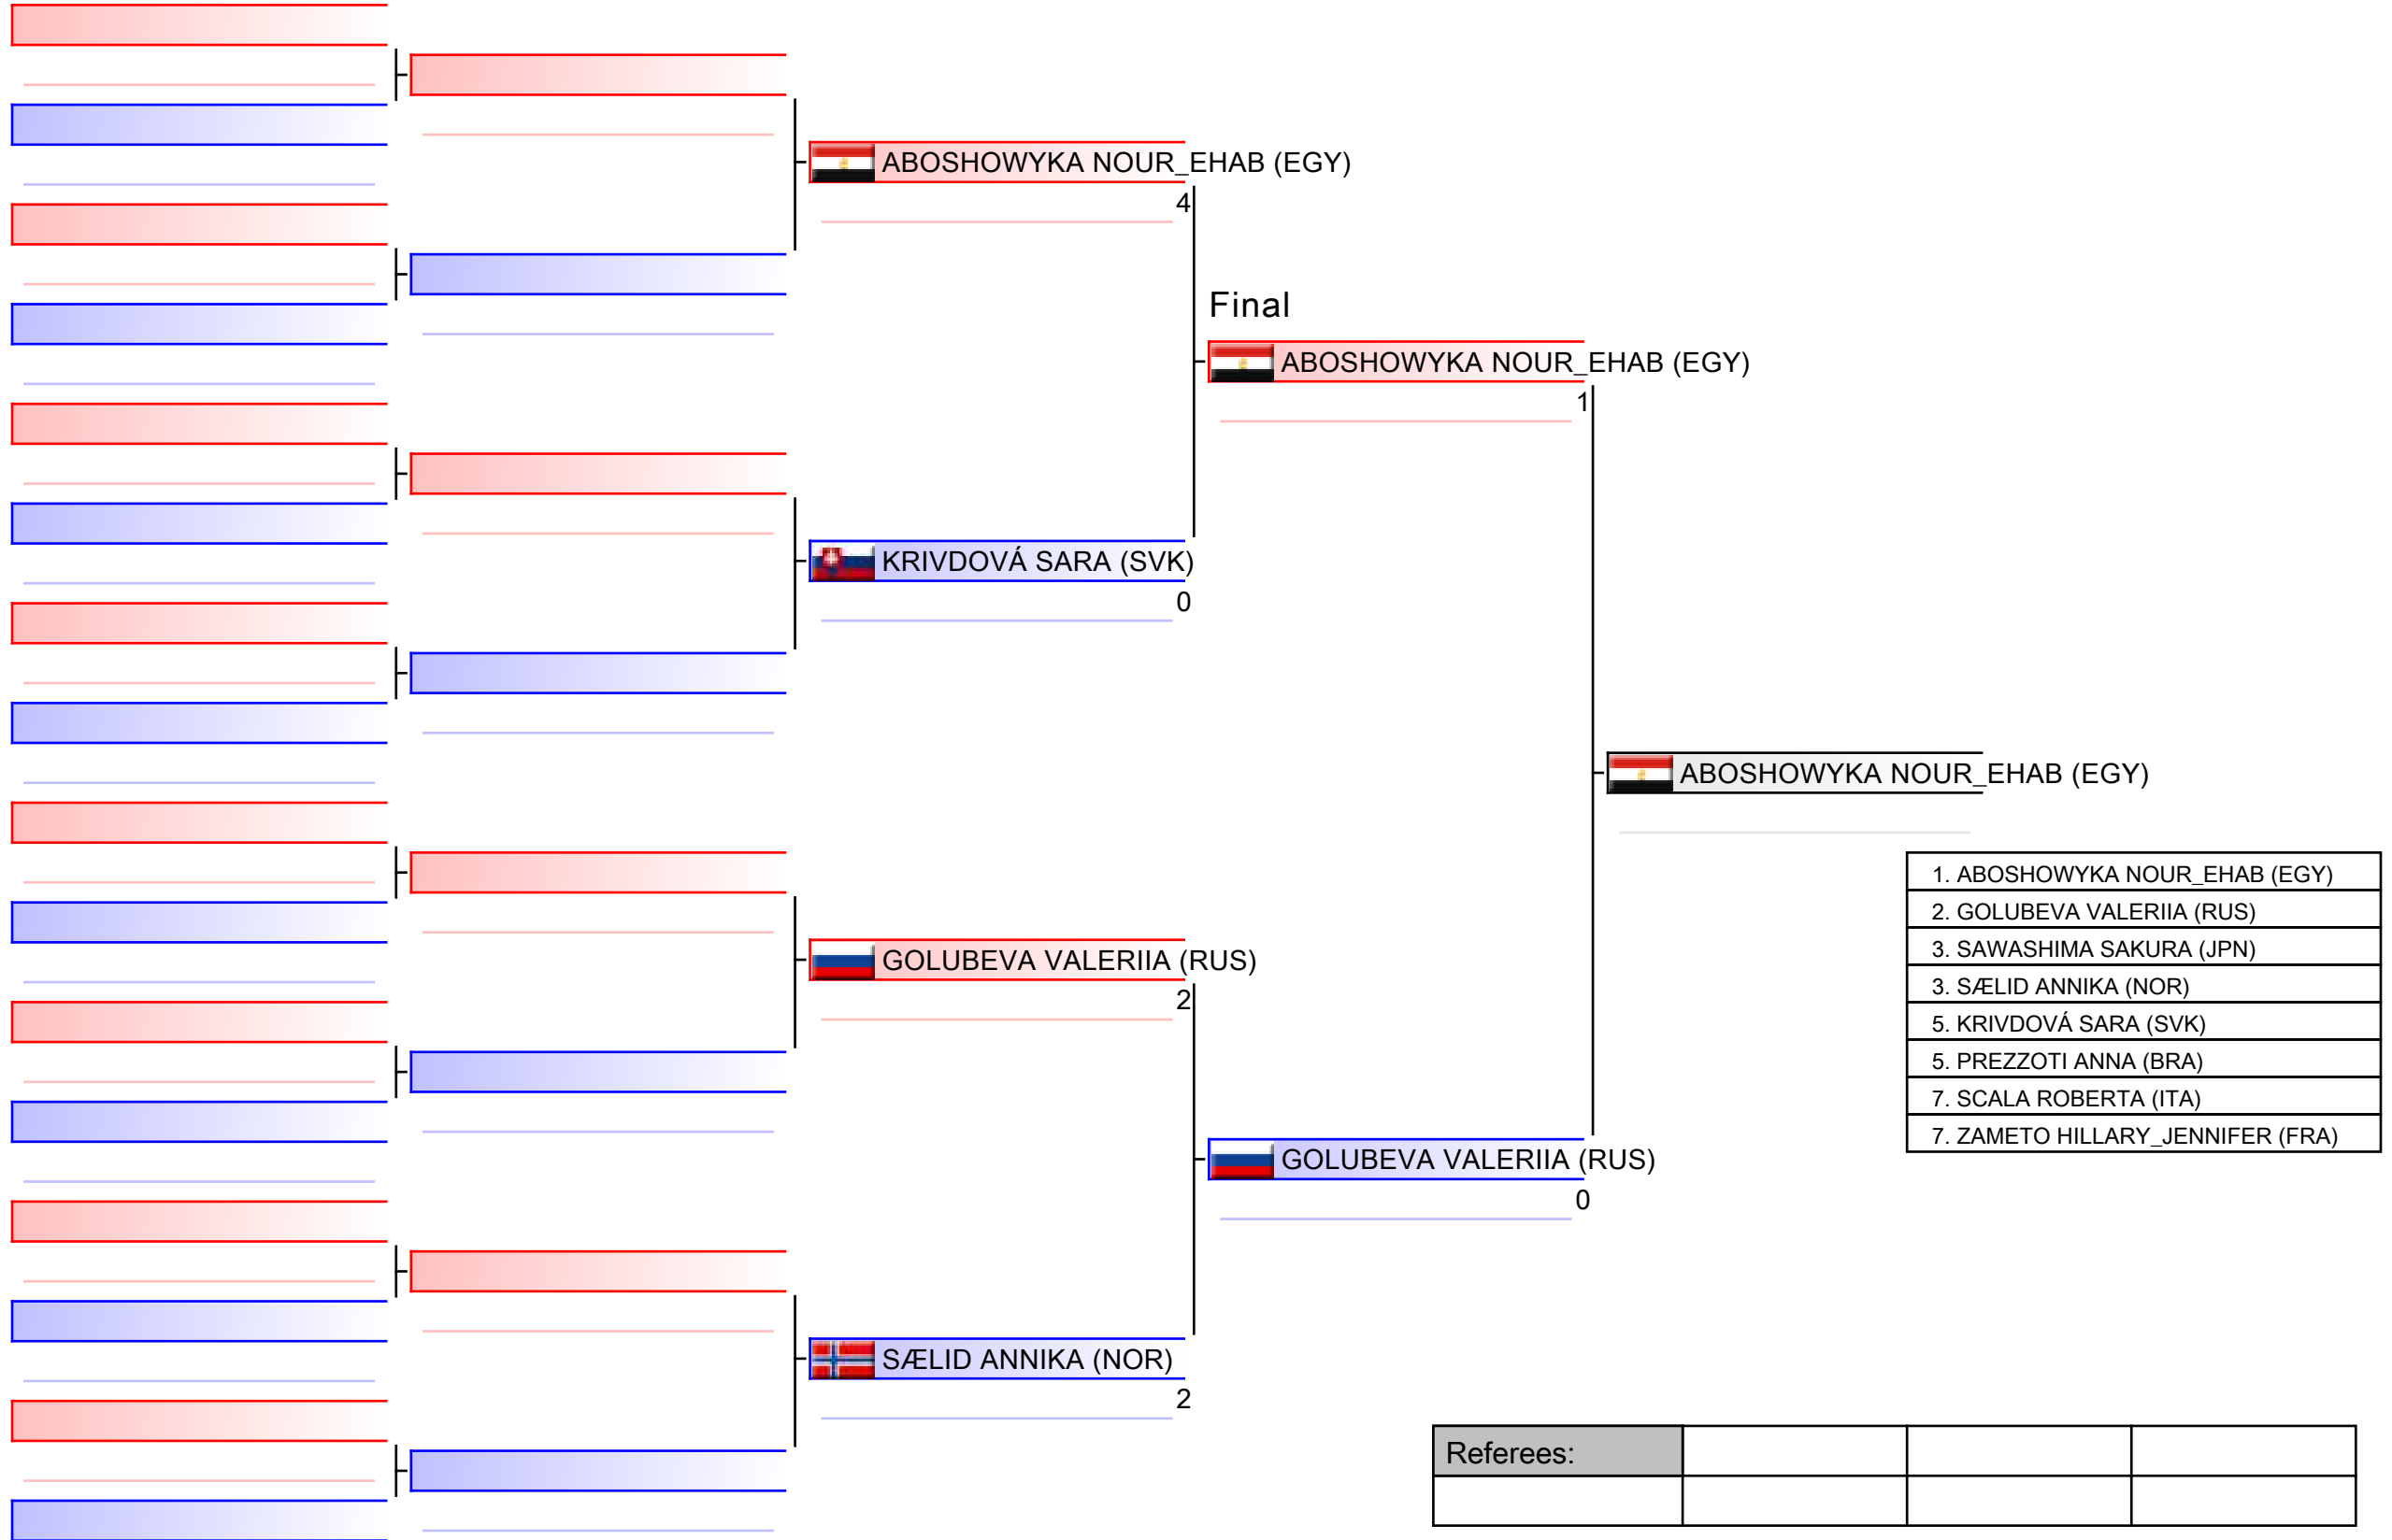 ABOSHOWYKA NOUR_EHAB (EGY)
4
Final
ABOSHOWYKA NOUR_EHAB (EGY)
1
KRIVDOVÁ SARA (SVK)
0
ABOSHOWYKA NOUR_EHAB (EGY)
1. ABOSHOWYKA NOUR_EHAB (EGY)
2. GOLUBEVA VALERIIA (RUS)
3. SAWASHIMA SAKURA (JPN)
3. SÆLID ANNIKA (NOR)
5. KRIVDOVÁ SARA (SVK)
5. PREZZOTI ANNA (BRA)
7. SCALA ROBERTA (ITA)
7. ZAMETO HILLARY_JENNIFER (FRA)
GOLUBEVA VALERIIA (RUS)
2
GOLUBEVA VALERIIA (RUS)
0
SÆLID ANNIKA (NOR)
2
Referees: